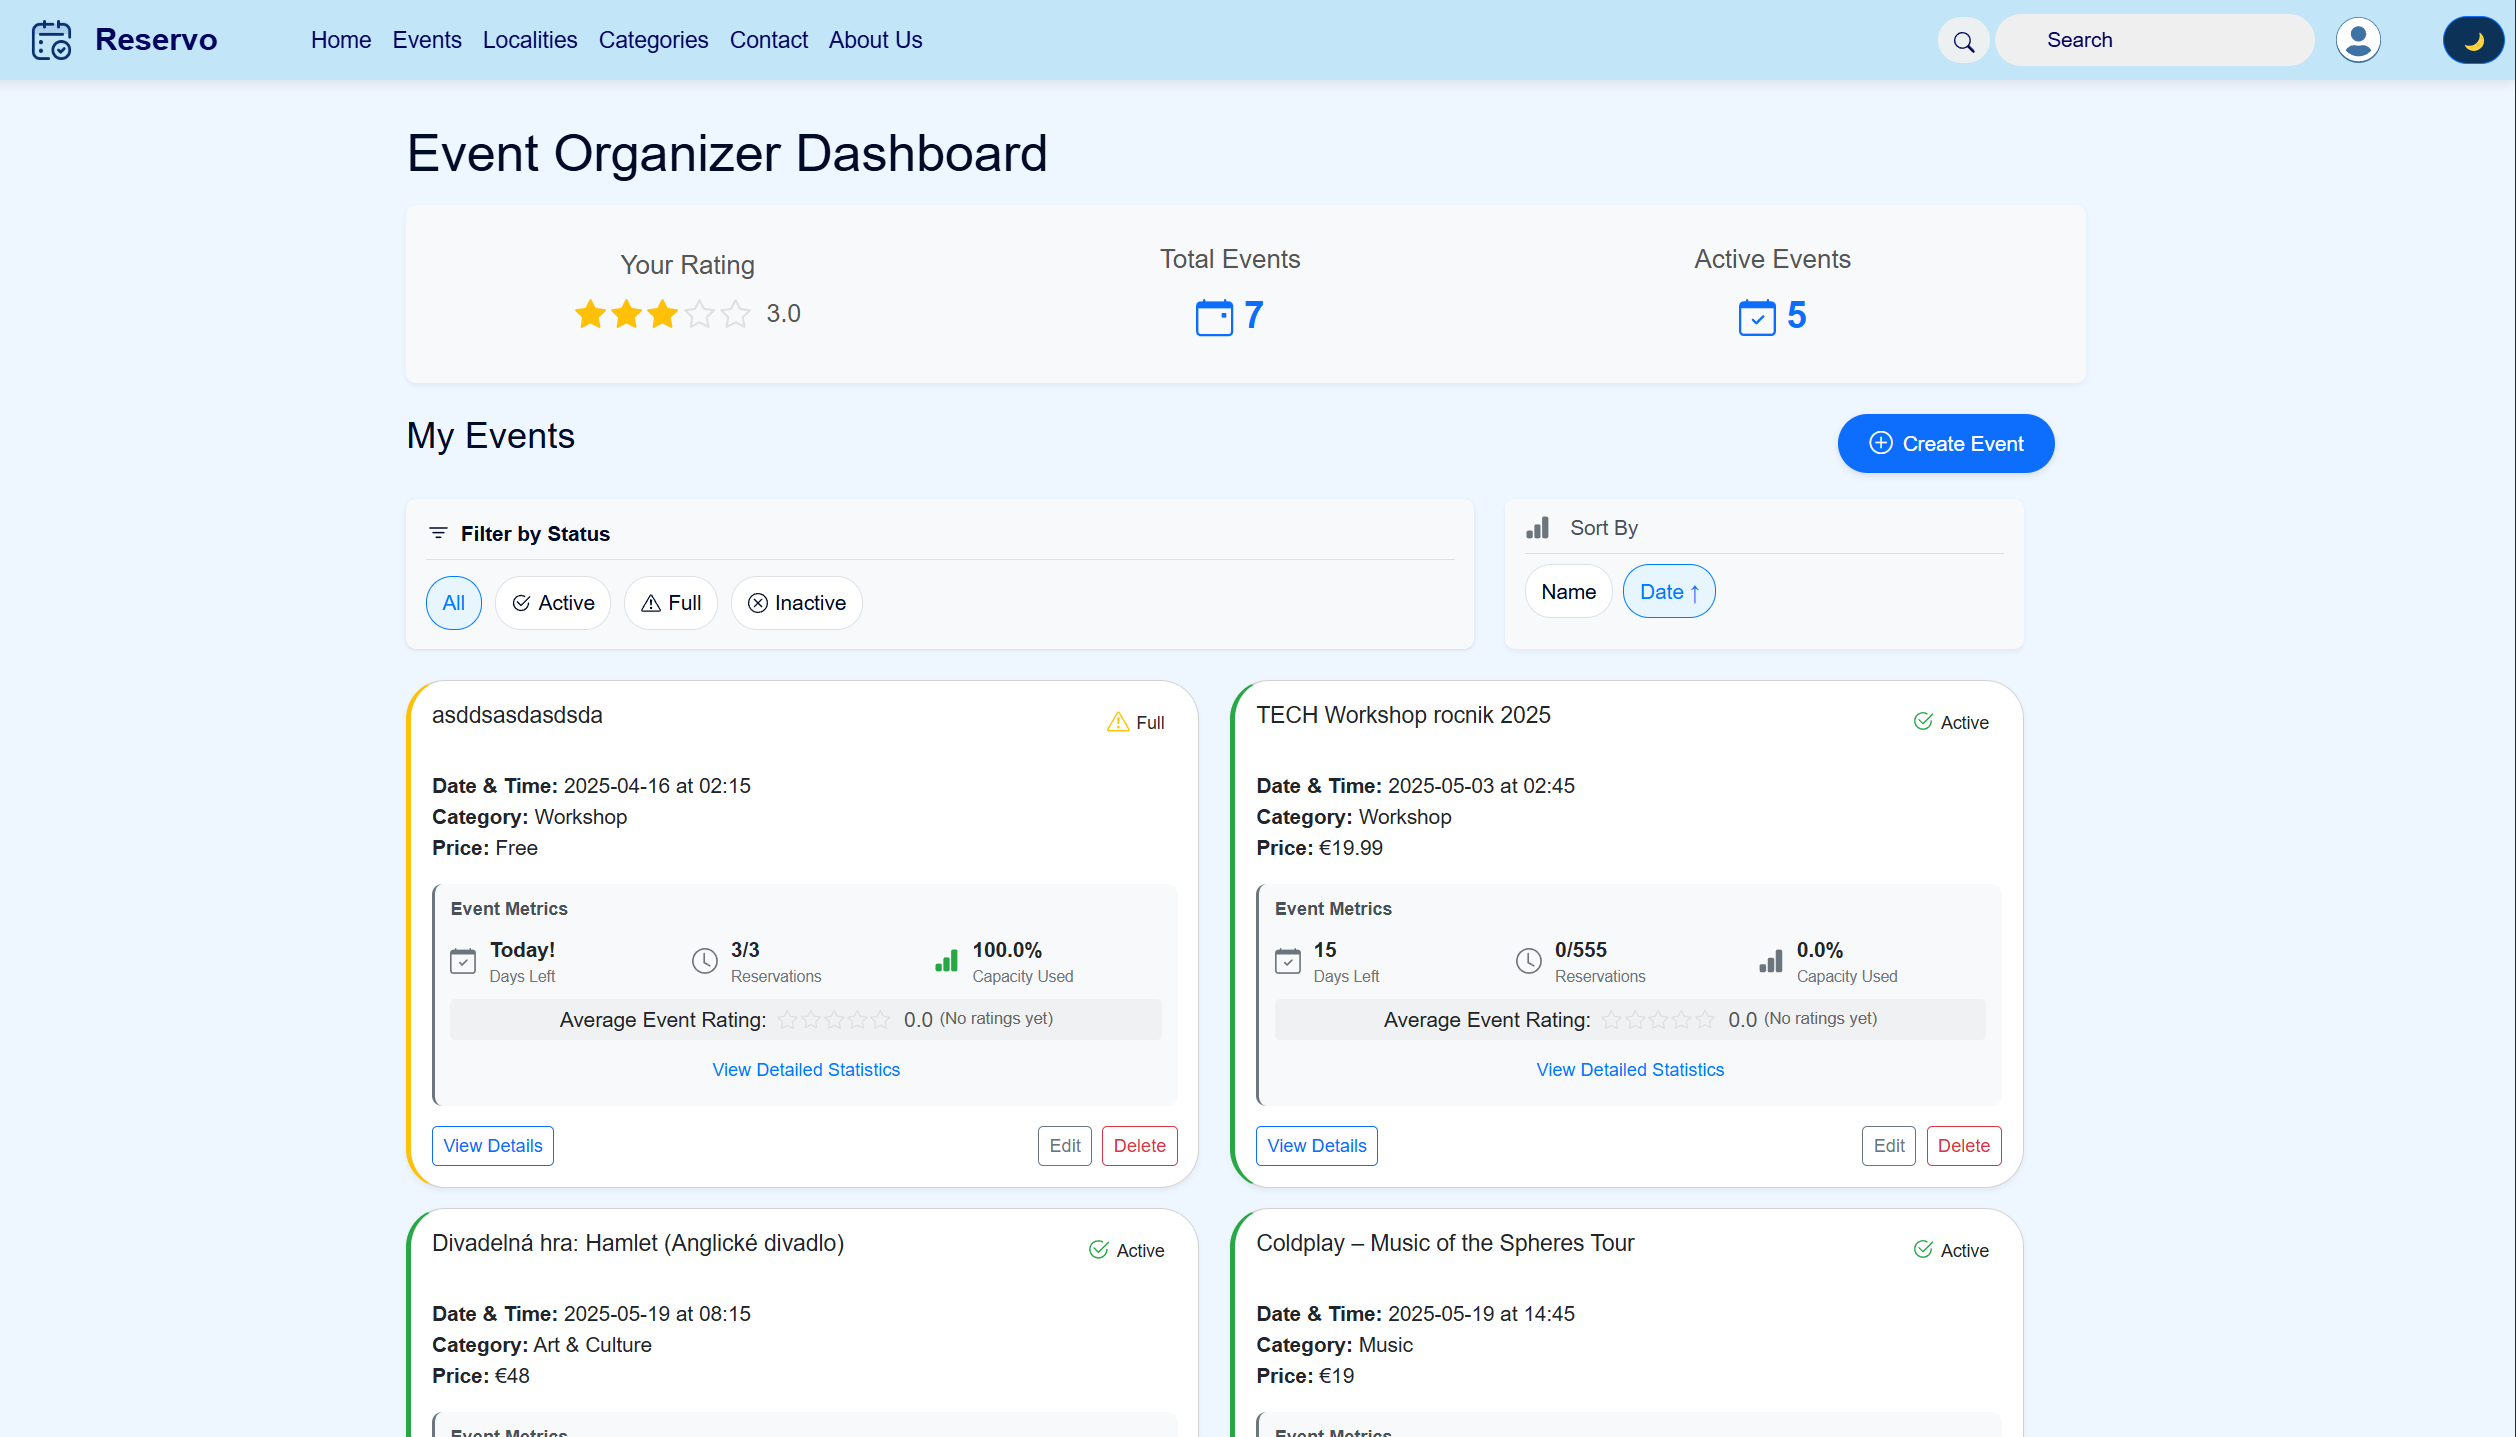 Reservo Home Events Localities Categories Contact About Us Search
Event Organizer Dashboard
Your Rating
3.0
Total Events
7
Active Events
5
My Events
Create Event
Filter by Status
All Active Full Inactive
Sort By
Name Date ↑
asddsasdasdsda
Full
Date & Time: 2025-04-16 at 02:15
Category: Workshop
Price: Free
Event Metrics
Today!
Days Left
3/3
Reservations
100.0%
Capacity Used
Average Event Rating: 0.0 (No ratings yet)
View Detailed Statistics
View Details Edit Delete
TECH Workshop rocnik 2025
Active
Date & Time: 2025-05-03 at 02:45
Category: Workshop
Price: €19.99
Event Metrics
15
Days Left
0/555
Reservations
0.0%
Capacity Used
Average Event Rating: 0.0 (No ratings yet)
View Detailed Statistics
View Details Edit Delete
Divadelná hra: Hamlet (Anglické divadlo)
Active
Date & Time: 2025-05-19 at 08:15
Category: Art & Culture
Price: €48
Event Metrics
Coldplay – Music of the Spheres Tour
Active
Date & Time: 2025-05-19 at 14:45
Category: Music
Price: €19
Event Metrics